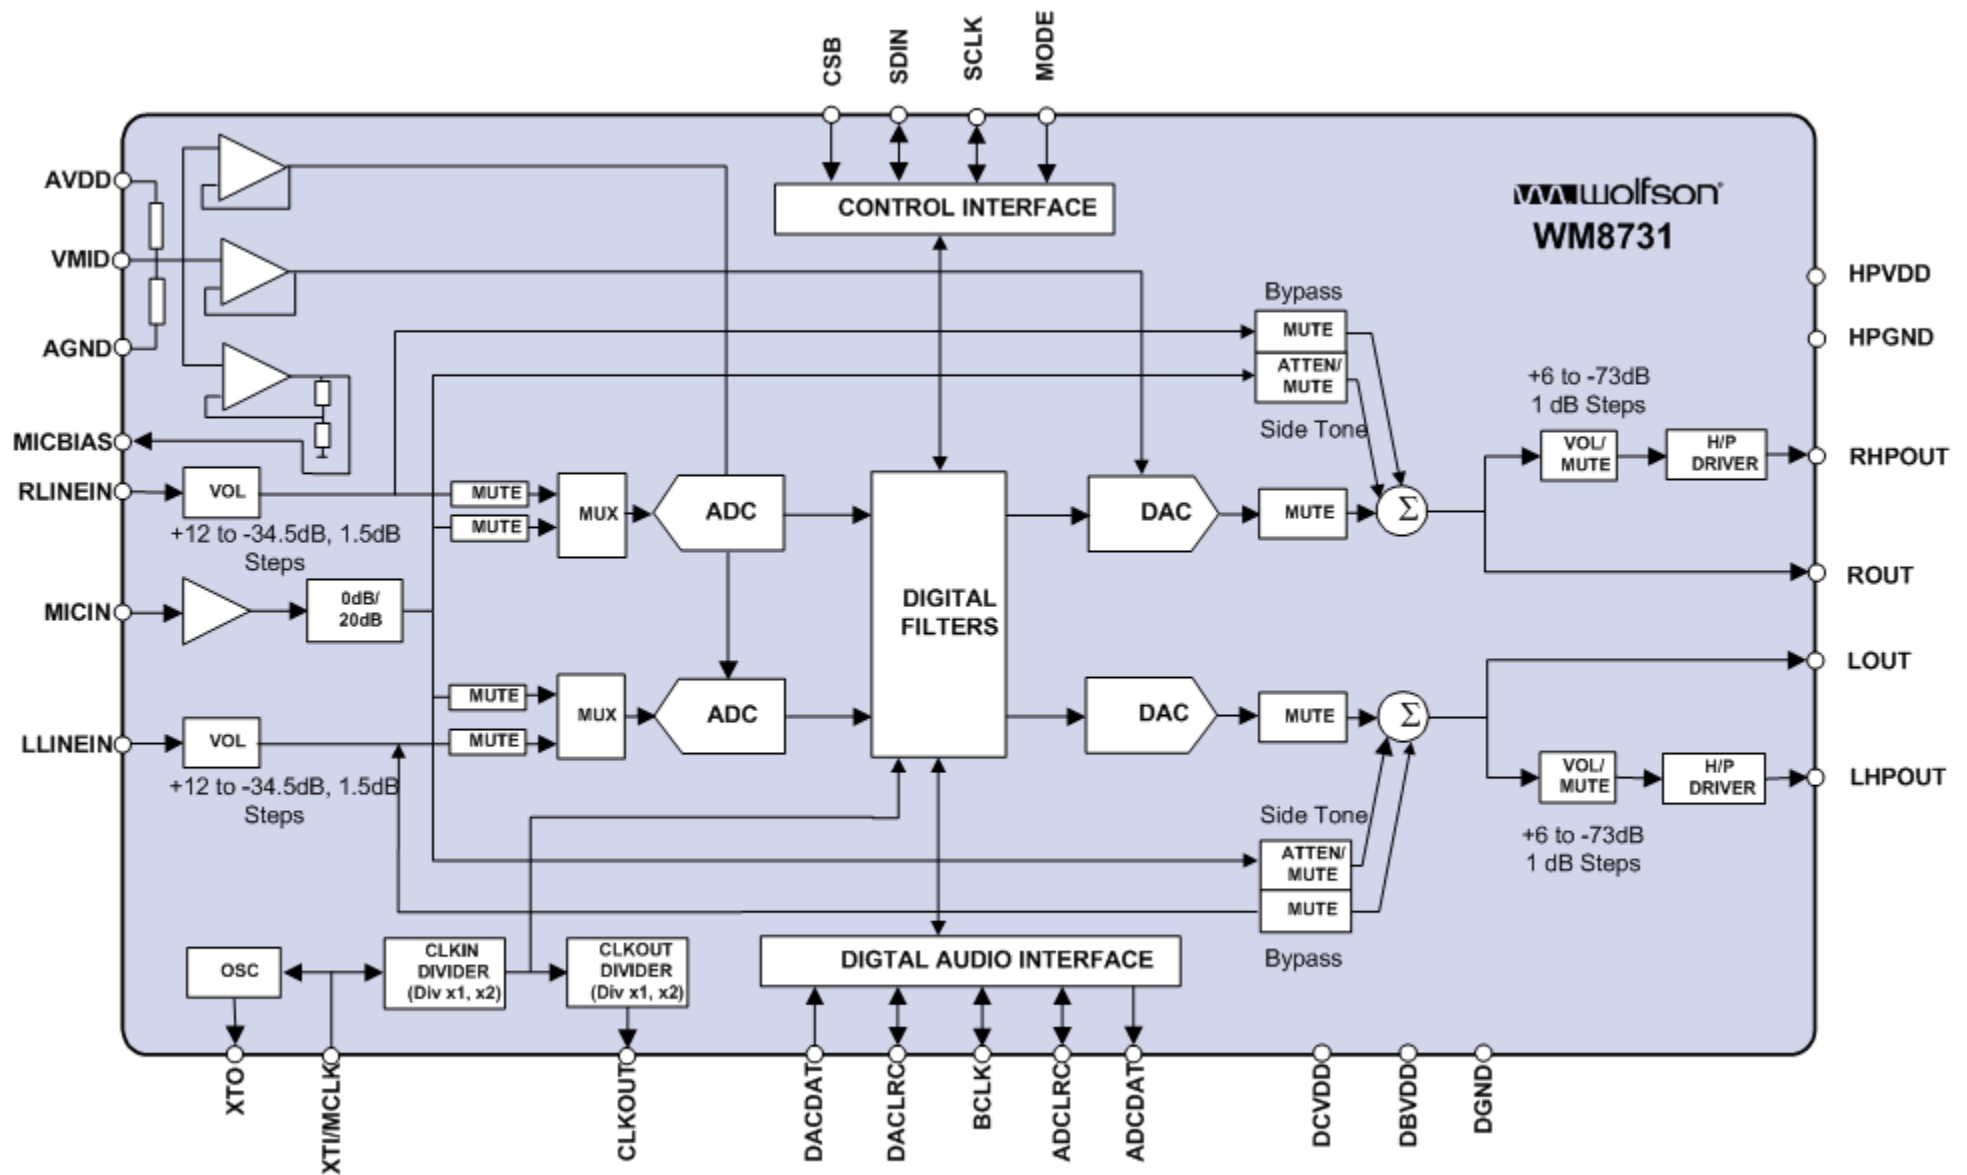 CSB
SDIN
SCLK
MODE
AVDD
VMID
AGND
MICBIAS
RLINEIN
MICIN
LLINEIN
CONTROL INTERFACE
wolfson
WM8731
HPVDD
HPGND
RHPOUT
ROUT
LOUT
LHPOUT
Bypass
MUTE
ATTEN/
MUTE
Side Tone
+6 to -73dB
1 dB Steps
VOL/
MUTE
H/P
DRIVER
VOL
+12 to -34.5dB, 1.5dB
Steps
MUTE
MUTE
MUX
ADC
DIGITAL
FILTERS
DAC
MUTE
Σ
0dB/
20dB
MUTE
MUTE
MUX
ADC
DAC
MUTE
Σ
VOL
+12 to -34.5dB, 1.5dB
Steps
VOL/
MUTE
H/P
DRIVER
+6 to -73dB
1 dB Steps
Side Tone
ATTEN/
MUTE
MUTE
Bypass
OSC
CLKIN
DIVIDER
(Div x1, x2)
CLKOUT
DIVIDER
(Div x1, x2)
DIGTAL AUDIO INTERFACE
XTO
XTI/MCLK
CLKOUT
DACDAT
DACLRC
BCLK
ADCLRC
ADCDAT
DCVDD
DBVDD
DGND